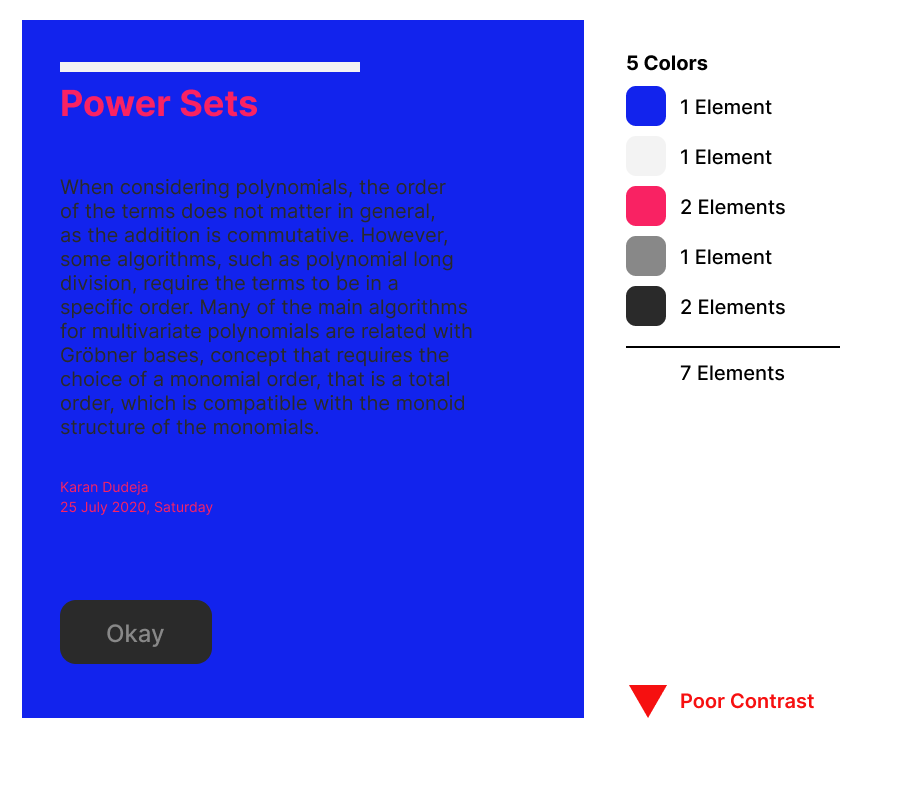 Power Sets
When considering polynomials, the order
of the terms does not matter in general,
as the addition is commutative. However,
some algorithms, such as polynomial long
division, require the terms to be in a
specific order. Many of the main algorithms
for multivariate polynomials are related with
Gröbner bases, concept that requires the
choice of a monomial order, that is a total
order, which is compatible with the monoid
structure of the monomials.
Karan Dudeja
25 July 2020, Saturday
Okay
5 Colors
1 Element
1 Element
2 Elements
1 Element
2 Elements
7 Elements
Poor Contrast